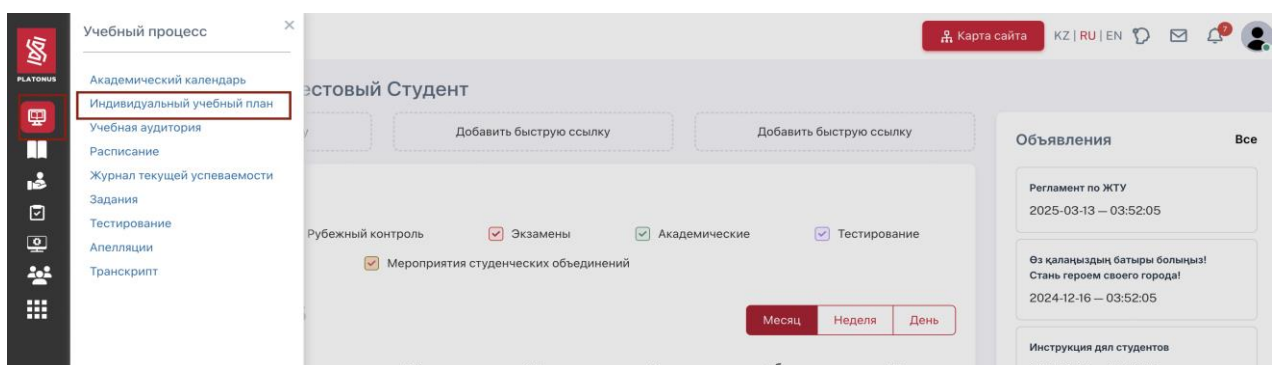 PLATONUS
Учебный процесс
Академический календарь
Индивидуальный учебный план
Учебная аудитория
Расписание
Журнал текущей успеваемости
Задания
Тестирование
Апелляции
Транскрипт
Карта сайта
KZ | RU | EN
7
естовый Студент
Добавить быструю ссылку
Добавить быструю ссылку
Рубежный контроль
Экзамены
Академические
Тестирование
Мероприятия студенческих объединений
Месяц
Неделя
День
Объявления
Все
Регламент по ЖТУ
2025-03-13 — 03:52:05
Өз қалаңыздың батыры болыңыз!
Стань героем своего города!
2024-12-16 — 03:52:05
Инструкция дял студентов